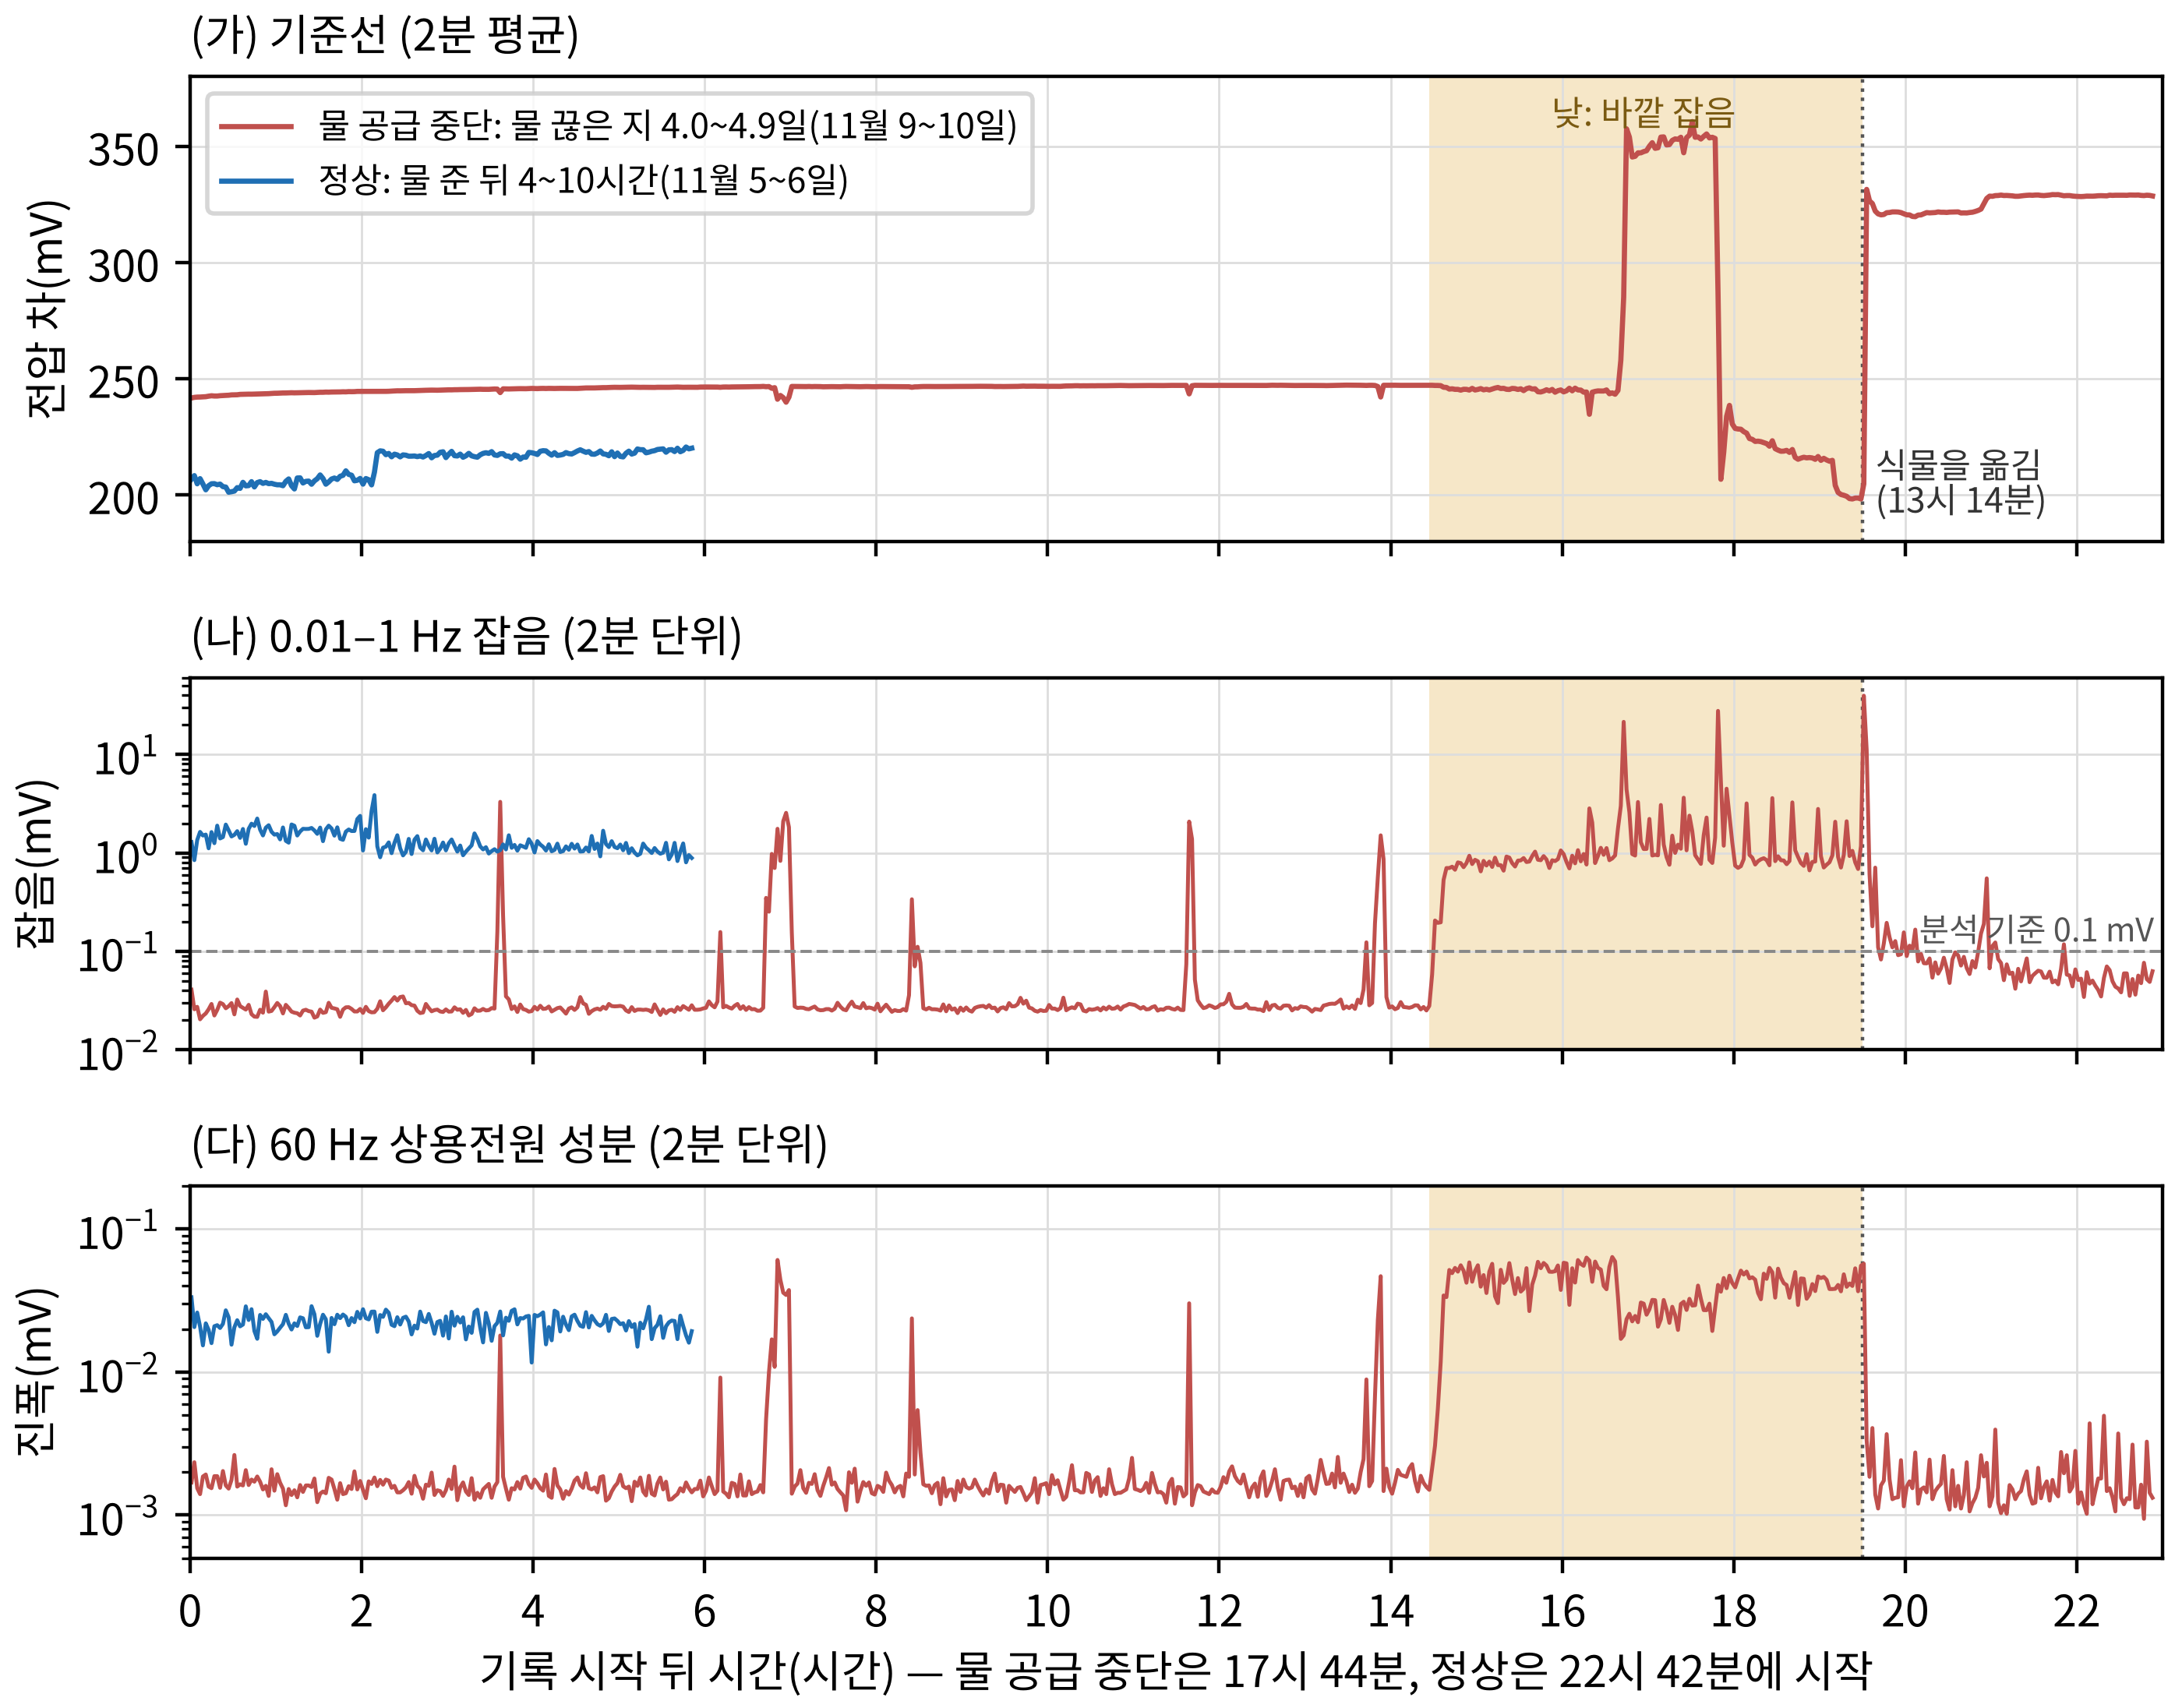 (가) 기준선 (2분 평균)
낮: 바깥 잡음
물 공급 중단: 물 끊은 지 4.0~4.9일(11월 9~10일)
정상: 물 준 뒤 4~10시간(11월 5~6일)
전압 차(mV)
350
300
250
200
식물을 옮김
(13시 14분)
(나) 0.01–1 Hz 잡음 (2분 단위)
잡음(mV)
10¹
10⁰
10⁻¹
10⁻²
분석 기준 0.1 mV
(다) 60 Hz 상용전원 성분 (2분 단위)
진폭(mV)
10⁻¹
10⁻²
10⁻³
0 2 4 6 8 10 12 14 16 18 20 22
기록 시작 뒤 시간(시간) — 물 공급 중단은 17시 44분, 정상은 22시 42분에 시작